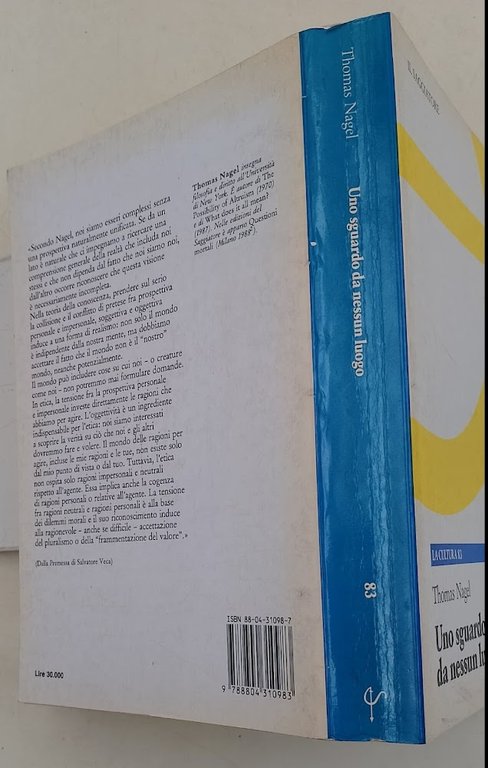 «Secondo Nagel, noi siamo esseri complessi senza
una prospettiva naturalmente unificata. Se da un
lato è naturale che ci impegniamo a ricercare una
comprensione generale della realtà che includa noi
stessi e che non dipenda dal fatto che noi siamo noi,
dall'altro occorre riconoscere che questa visione
è necessariamente incompleta.
Nella teoria della conoscenza, prendere sul serio
la collisione e il conflitto di pretese fra prospettiva
personale e impersonale, soggettiva e oggettiva
induce a una forma di realismo: non solo il mondo
è indipendente dalla nostra mente, ma dobbiamo
accettare il fatto che il mondo non è il “nostro”
mondo, neanche potenzialmente.
Il mondo può includere cose su cui noi – o creature
come noi – non potremmo mai formulare domande.
In etica, la tensione fra la prospettiva personale
e impersonale investe direttamente le ragioni che
abbiamo per agire. L'oggettività è un ingrediente
indispensabile per l'etica: noi siamo interessati
a scoprire la verità su ciò che noi e gli altri
dovremmo fare e volere. Il mondo delle ragioni per
agire, incluse le mie ragioni e le tue, non esiste solo
dal mio punto di vista o dal tuo. Tuttavia, l'etica
non ospita solo ragioni impersonali e neutrali
rispetto all'agente. Essa implica anche la cogenza
di ragioni personali o relative all'agente. La tensione
fra ragioni neutrali e ragioni personali è alla base
dei dilemmi morali e il suo riconoscimento induce
alla ragionevole – anche se difficile – accettazione
del pluralismo o della “frammentazione del valore”.»
(Dalla Premessa di Salvatore Veca)
Thomas Nagel insegna
filosofia e diritto all'Università
di New York. È autore di The
Possibility of Altruism (1970)
e di What does it all mean?
(1987). Nelle edizioni del
Saggiatore è apparso Questioni
mortali (Milano 1988²).
Lire 30.000
ISBN 88-04-31098-7
9 788804 310983
Thomas Nagel
Uno sguardo da nessun luogo
83
IL SAGGIATORE
LA CULTURA 83
Thomas Nagel
Uno sguardo
da nessun lu